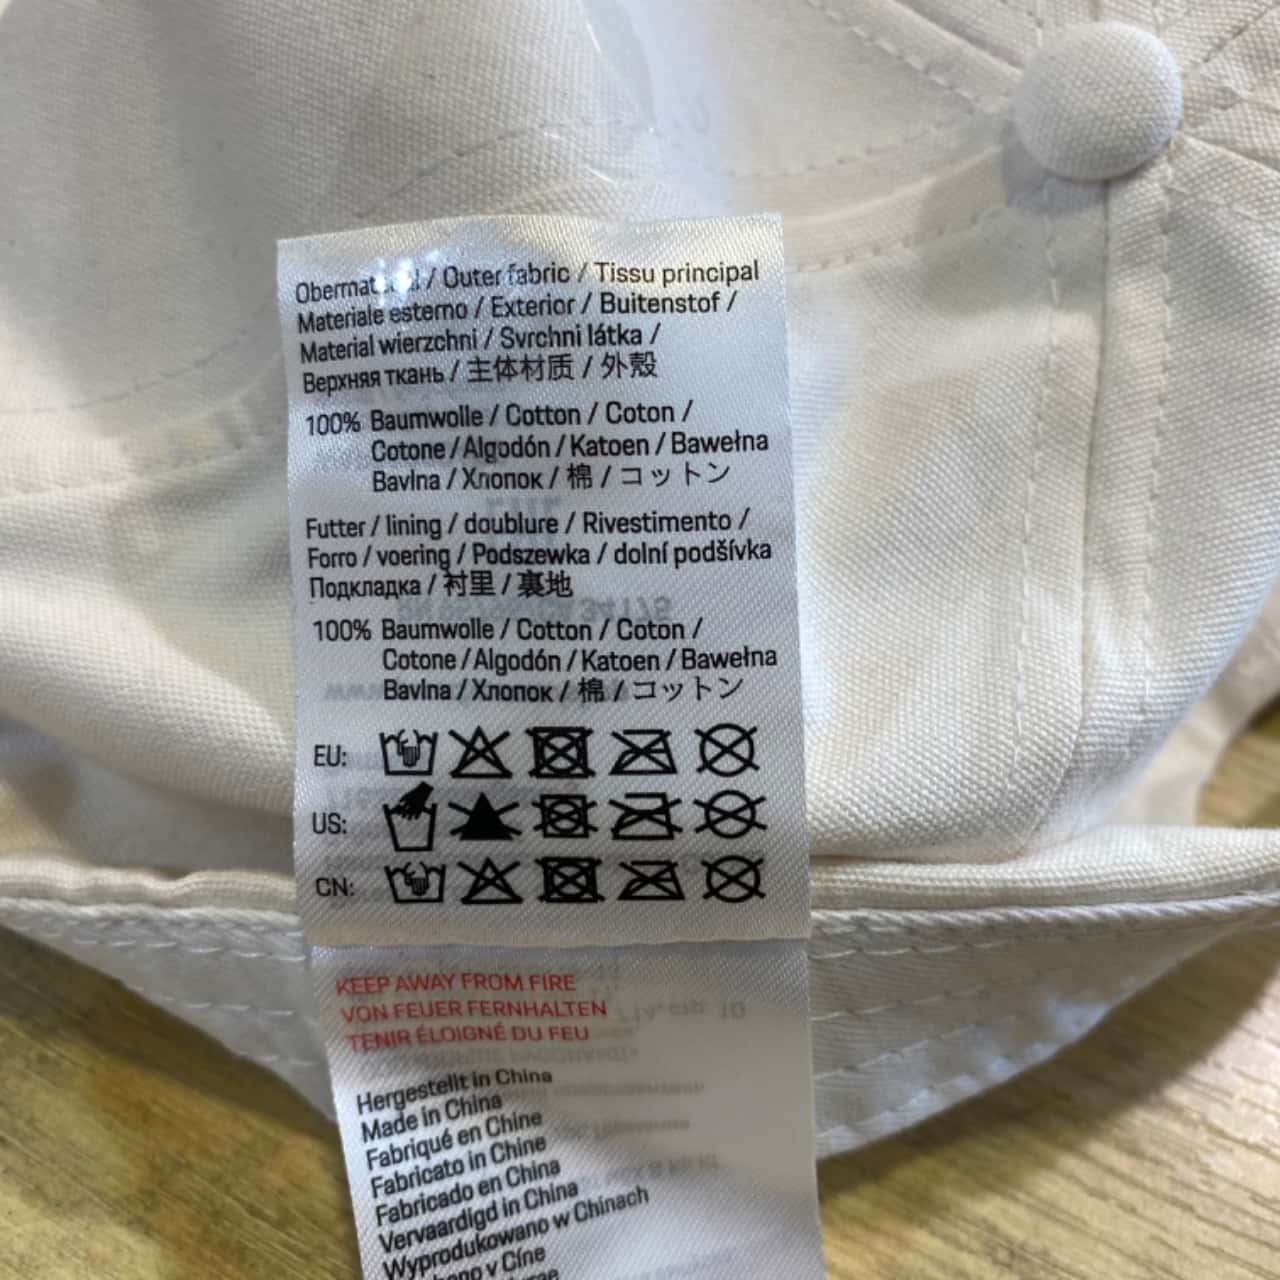 / Outer fabric / Tissu principal
Materiale esterno / Exterior / Buitenstof /
Material wierzchni / Svrchni látka /
Верхняя ткань / 主体材质 / 外殻
100% Baumwolle / Cotton / Coton /
Cotone / Algodón / Katoen / Bawełna
Bavlna / Хлопок / 棉 / コットン
Futter / lining / doublure / Rivestimento /
Forro / voering / Podszewka / dolní podšívka
Подкладка / 衬里 / 裏地
100% Baumwolle / Cotton / Coton /
Cotone / Algodón / Katoen / Bawełna
Bavlna / Хлопок / 棉 / コットン
EU:
US:
CN:
KEEP AWAY FROM FIRE
VON FEUER FERNHALTEN
TENIR ÉLOIGNÉ DU FEU
Hergestellt in China
Made in China
Fabriqué en Chine
Fabricato in Chine
Fabricado en China
Vervaardigd in China
Wyprodukowano w Chinach
v Číne